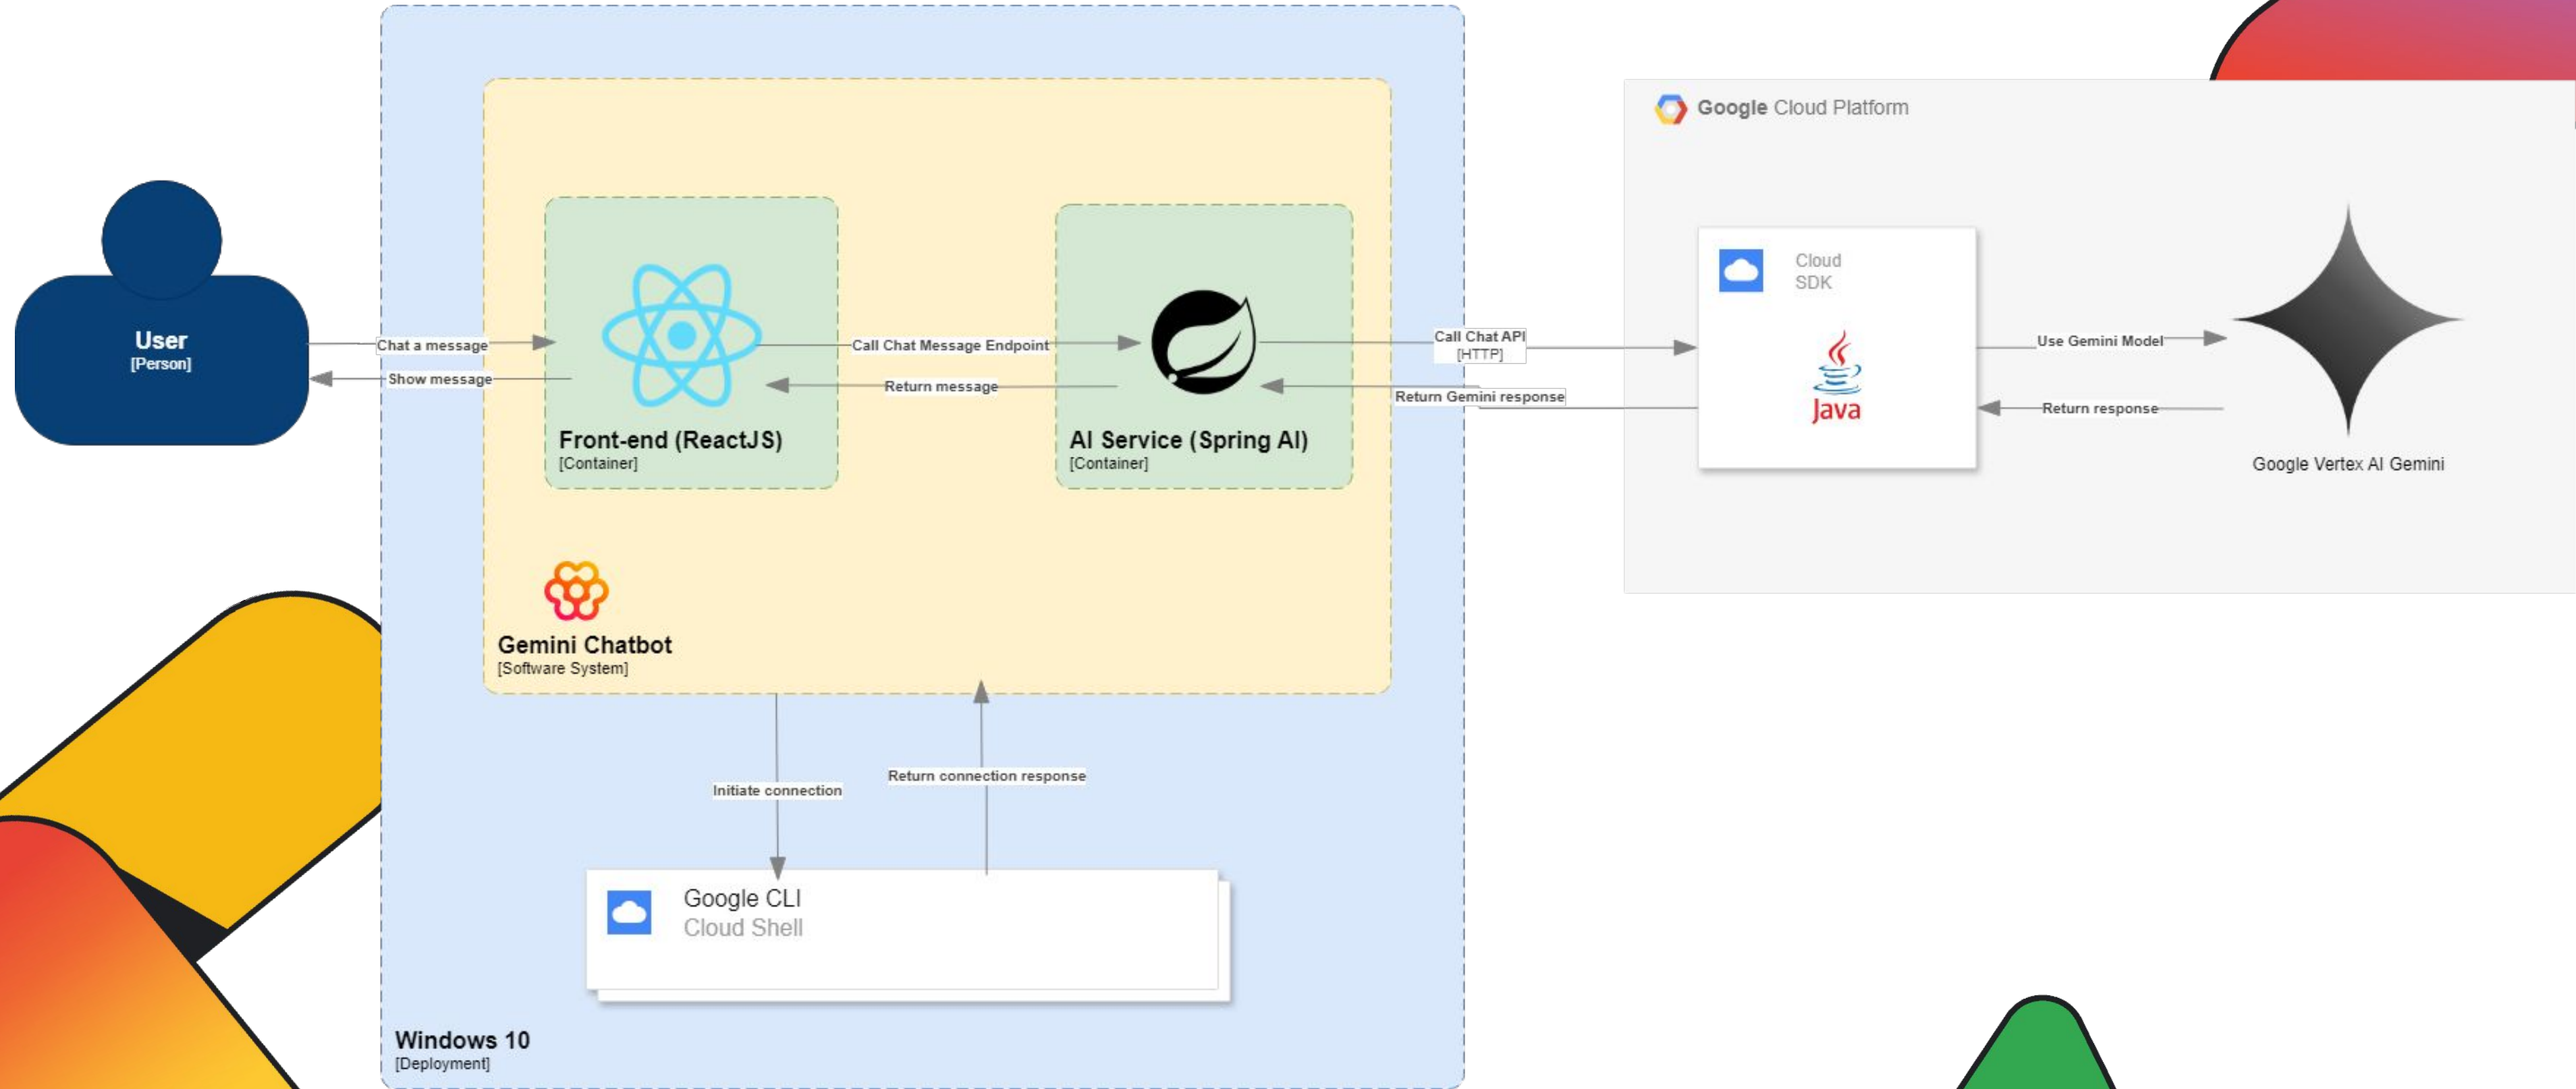 Google Cloud Platform
User
[Person]
Chat a message
Show message
Front-end (ReactJS)
[Container]
Call Chat Message Endpoint
Return message
AI Service (Spring AI)
[Container]
Call Chat API
[HTTP]
Return Gemini response
Cloud
SDK
Java
Use Gemini Model
Return response
Google Vertex AI Gemini
Gemini Chatbot
[Software System]
Initiate connection
Return connection response
Google CLI
Cloud Shell
Windows 10
[Deployment]